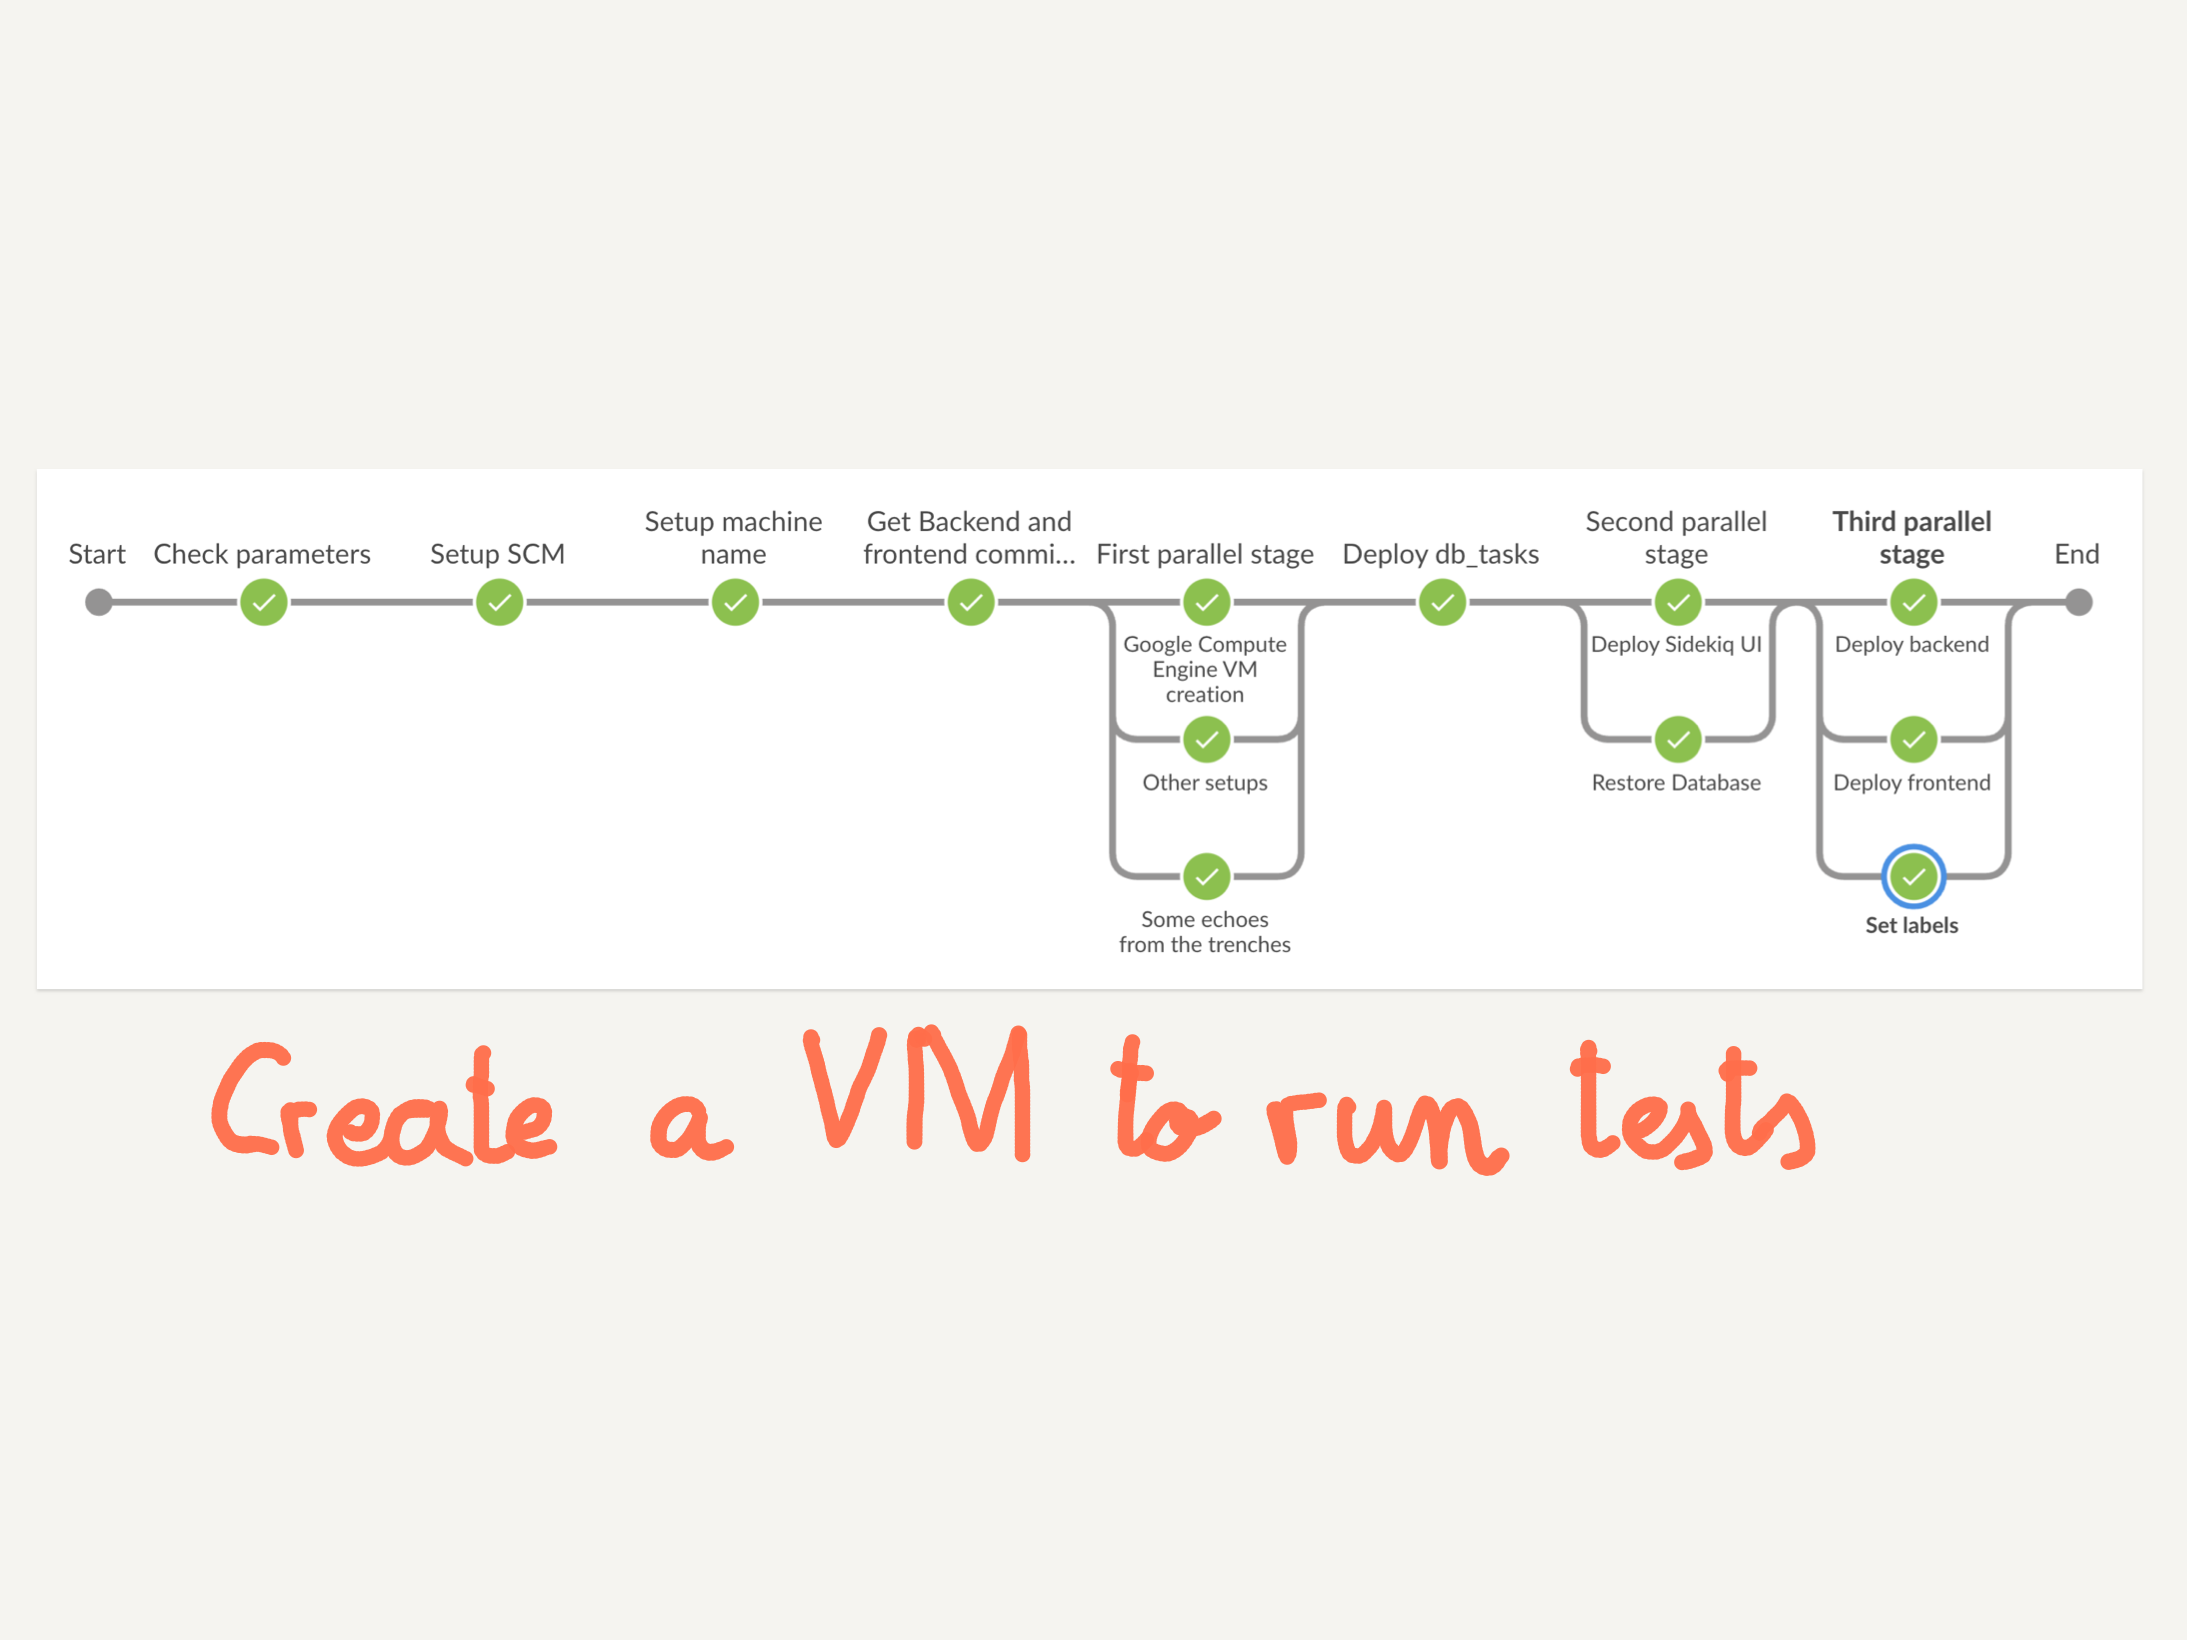 Start
Check parameters
Setup SCM
Setup machine
name
Get Backend and
frontend commi...
First parallel stage
Google Compute
Engine VM
creation
Other setups
Some echoes
from the trenches
Deploy db_tasks
Second parallel
stage
Deploy Sidekiq UI
Restore Database
Third parallel
stage
Deploy backend
Deploy frontend
Set labels
End
Create a VM to run tests